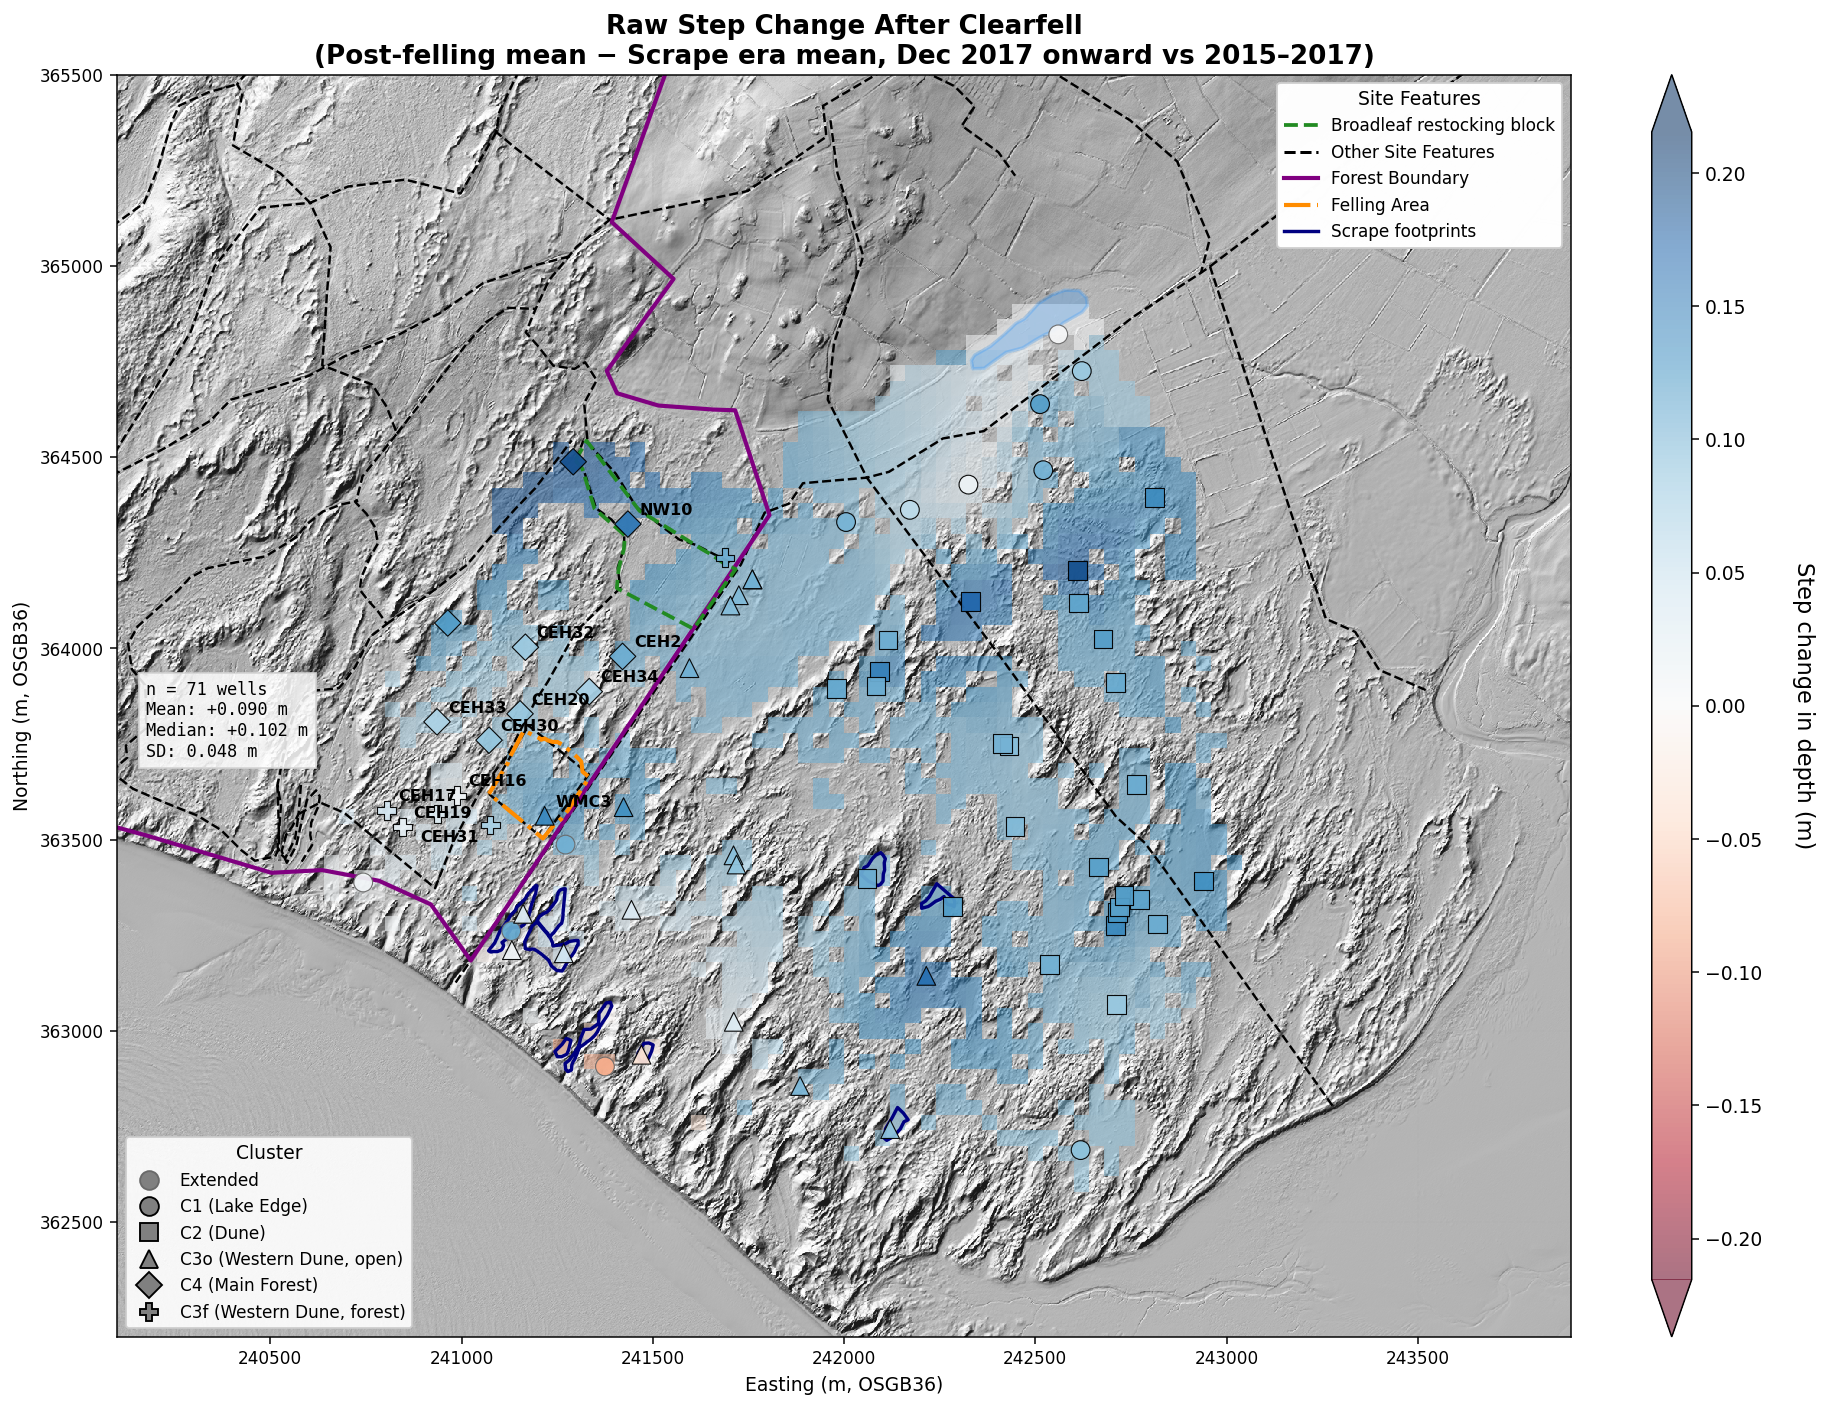 Raw Step Change After Clearfell
(Post-felling mean − Scrape era mean, Dec 2017 onward vs 2015–2017)
Site Features
Broadleaf restocking block
Other Site Features
Forest Boundary
Felling Area
Scrape footprints
365500
365000
364500
364000
363500
363000
362500
Northing (m, OSGB36)
NW10
CEH32
CEH2
CEH34
CEH20
CEH33
CEH30
CEH16
CEH17
WMC3
CEH19
CEH31
n = 71 wells
Mean: +0.090 m
Median: +0.102 m
SD: 0.048 m
Cluster
Extended
C1 (Lake Edge)
C2 (Dune)
C3o (Western Dune, open)
C4 (Main Forest)
C3f (Western Dune, forest)
240500
241000
241500
242000
242500
243000
243500
Easting (m, OSGB36)
0.20
0.15
0.10
0.05
0.00
−0.05
−0.10
−0.15
−0.20
Step change in depth (m)